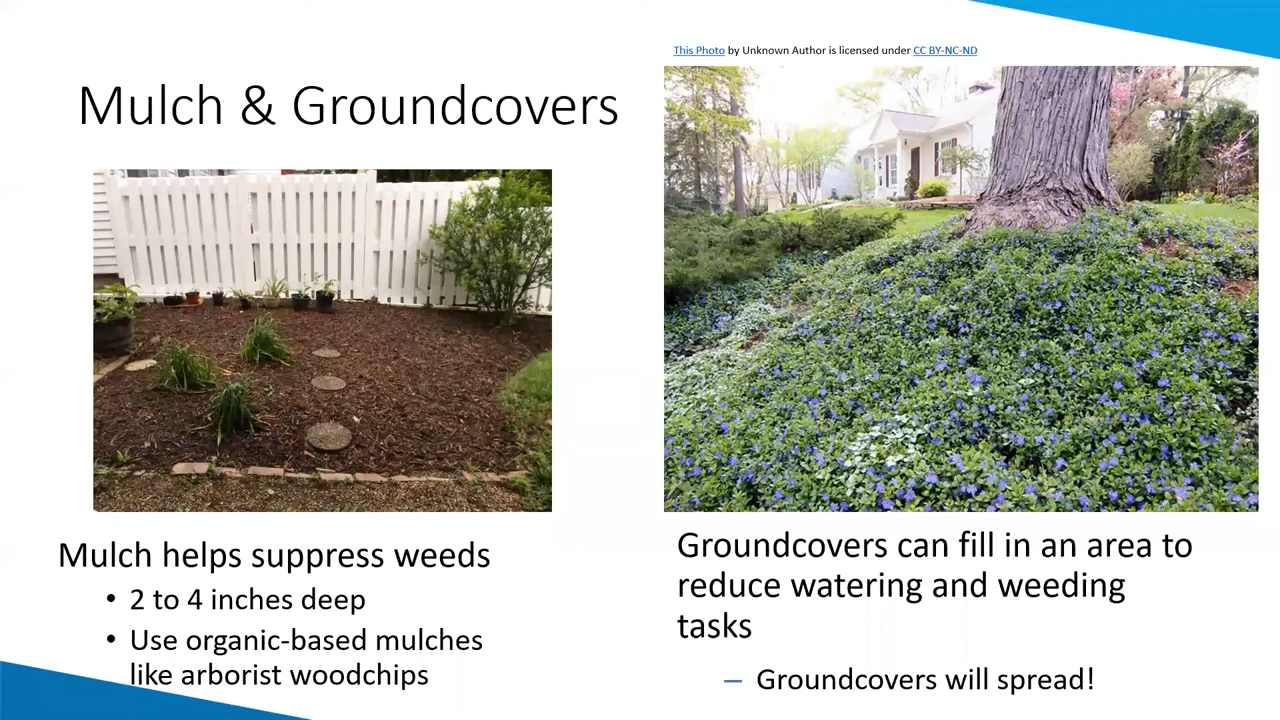 This Photo by Unknown Author is licensed under CC BY-NC-ND
Mulch & Groundcovers
Mulch helps suppress weeds
• 2 to 4 inches deep
• Use organic-based mulches
like arborist woodchips
Groundcovers can fill in an area to
reduce watering and weeding
tasks
– Groundcovers will spread!